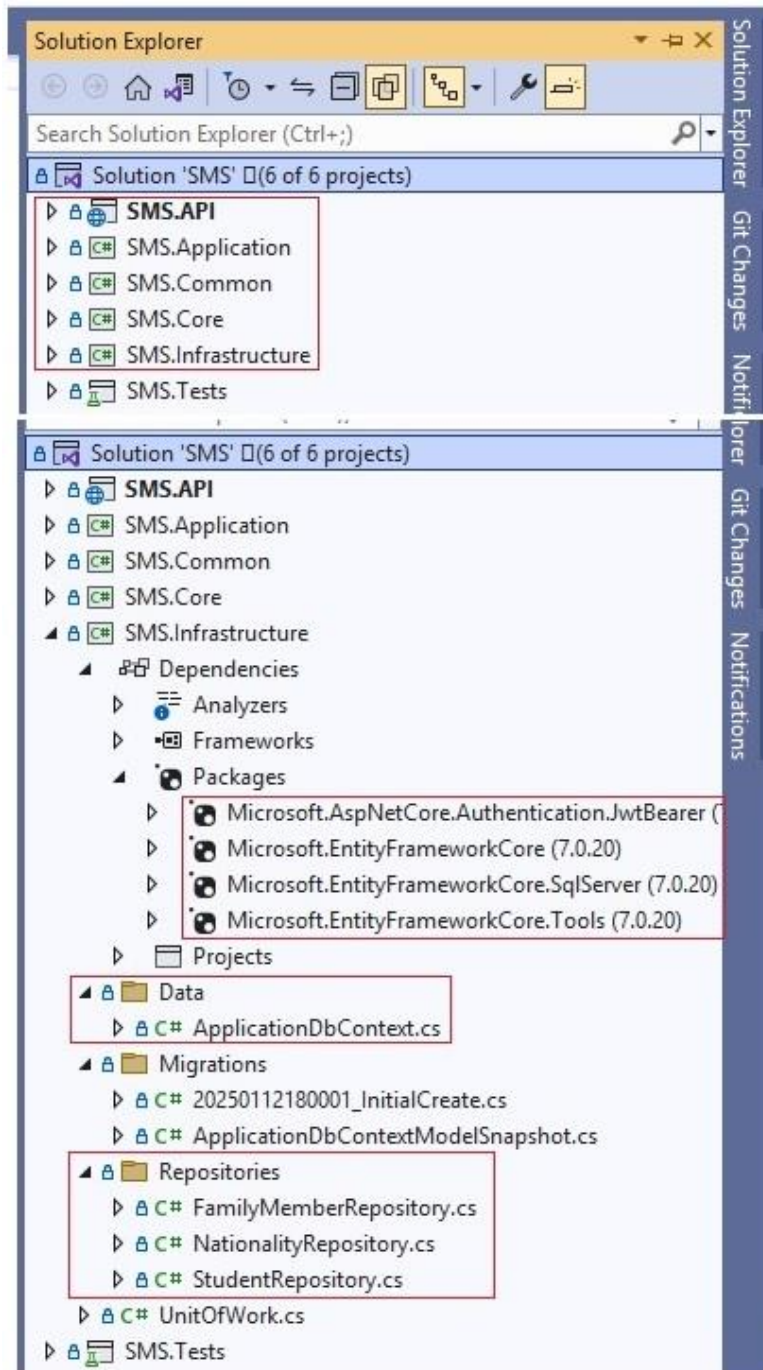 Solution Explorer
Search Solution Explorer (Ctrl+;)
Solution 'SMS' (6 of 6 projects)
SMS.API
C# SMS.Application
C# SMS.Common
C# SMS.Core
C# SMS.Infrastructure
SMS.Tests
Solution Explorer
Git Changes
Notifi
Solution 'SMS' (6 of 6 projects)
SMS.API
C# SMS.Application
C# SMS.Common
C# SMS.Core
C# SMS.Infrastructure
Dependencies
Analyzers
Frameworks
Packages
Microsoft.AspNetCore.Authentication.JwtBearer (
Microsoft.EntityFrameworkCore (7.0.20)
Microsoft.EntityFrameworkCore.SqlServer (7.0.20)
Microsoft.EntityFrameworkCore.Tools (7.0.20)
Projects
Data
C# ApplicationDbContext.cs
Migrations
C# 20250112180001_InitialCreate.cs
C# ApplicationDbContextModelSnapshot.cs
Repositories
C# FamilyMemberRepository.cs
C# NationalityRepository.cs
C# StudentRepository.cs
C# UnitOfWork.cs
SMS.Tests
lorer
Git Changes
Notifications